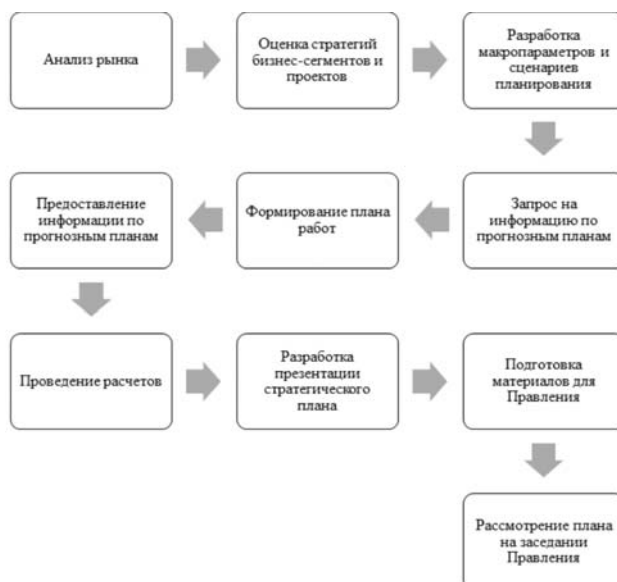 Анализ рынка
Оценка стратегий
бизнес-сегментов и
проектов
Разработка
макропараметров и
сценариев
планирования
Запрос на
информацию по
прогнозным планам
Формирование плана
работ
Предоставление
информации по
прогнозным планам
Проведение расчетов
Разработка
презентации
стратегического
плана
Подготовка
материалов для
Правления
Рассмотрение плана
на заседании
Правления